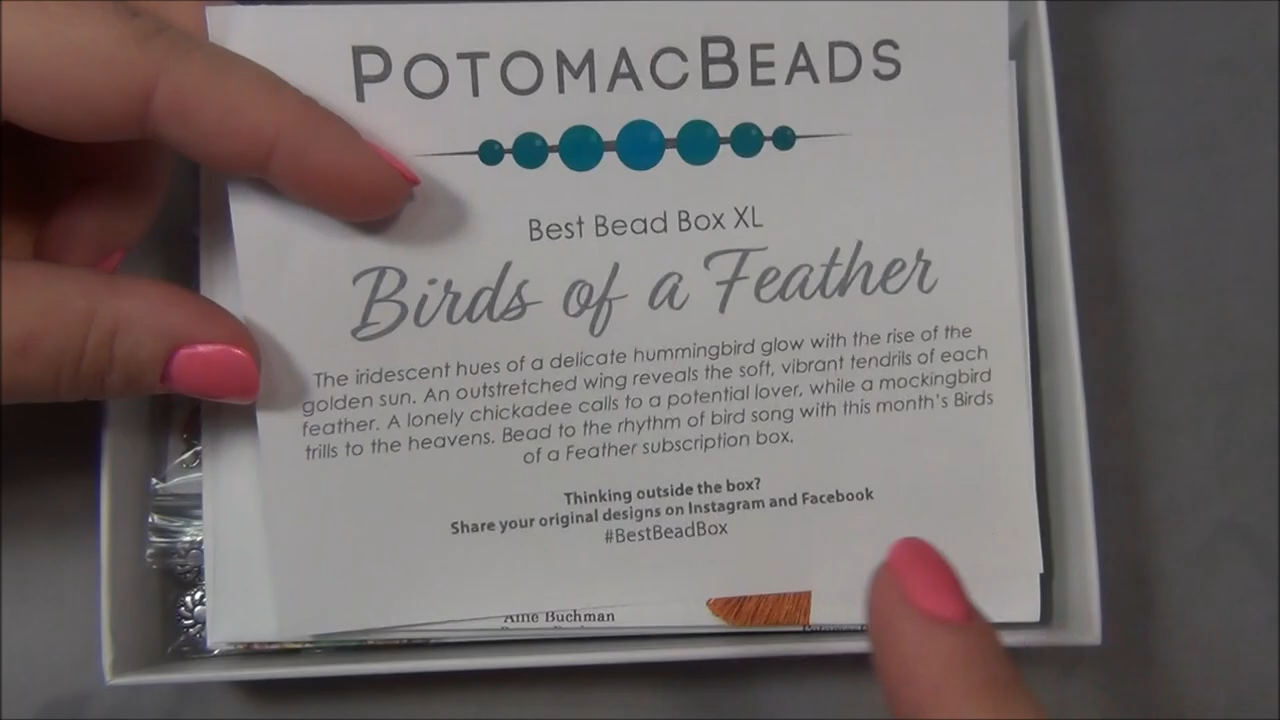 POTOMACBEADS
Best Bead Box XL
Birds of a Feather
The iridescent hues of a delicate hummingbird glow with the rise of the
golden sun. An outstretched wing reveals the soft, vibrant tendrils of each
feather. A lonely chickadee calls to a potential lover, while a mockingbird
trills to the heavens. Bead to the rhythm of bird song with this month's Birds
of a Feather subscription box.
Thinking outside the box?
Share your original designs on Instagram and Facebook
#BestBeadBox
Buchman